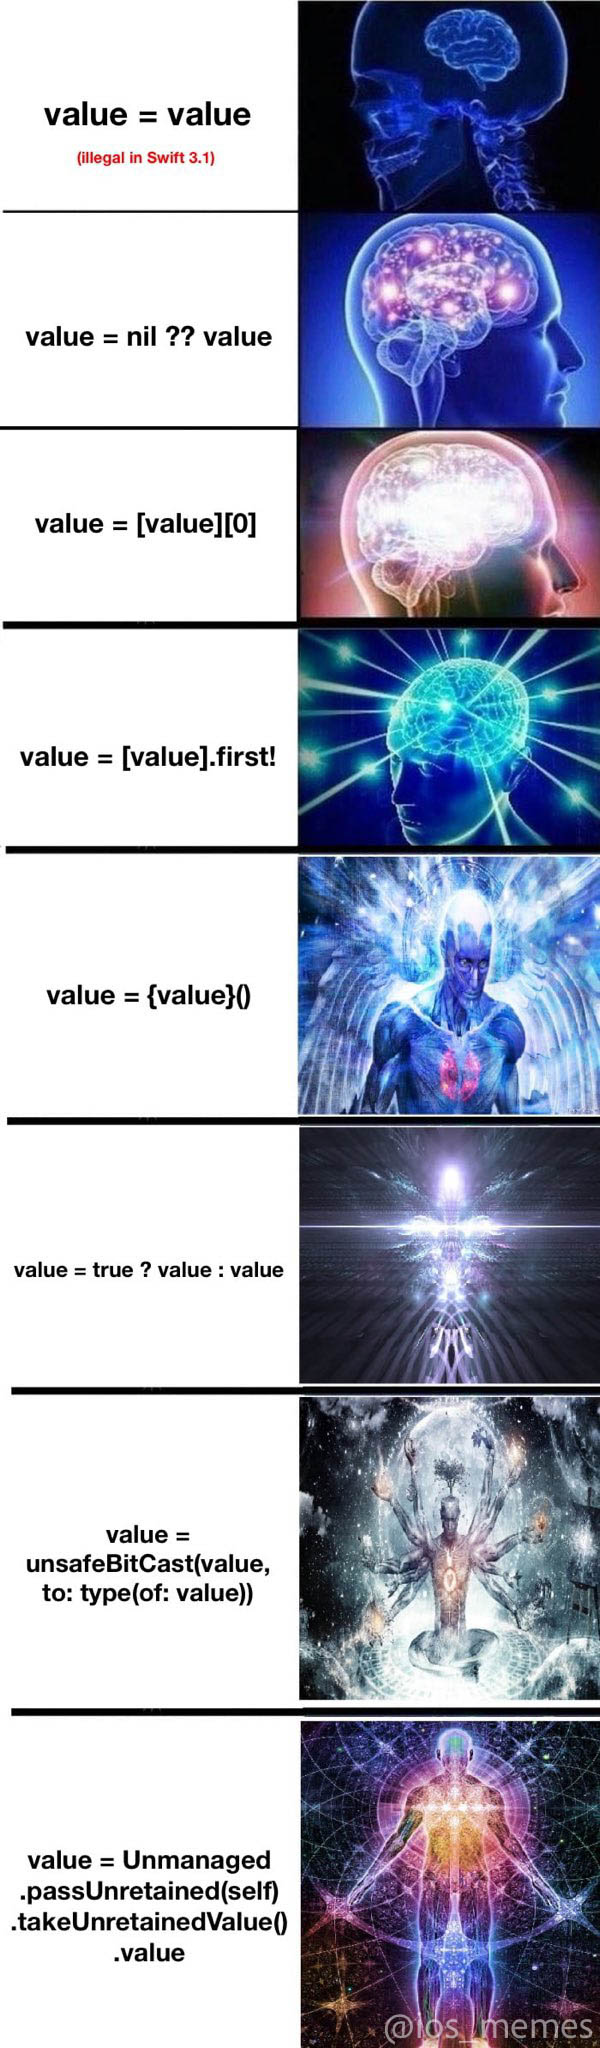 value = value
(illegal in Swift 3.1)
value = nil ?? value
value = [value][0]
value = [value].first!
value = {value}()
value = true ? value : value
value =
unsafeBitCast(value,
to: type(of: value))
value = Unmanaged
.passUnretained(self)
.takeUnretainedValue()
.value
@ios_memes